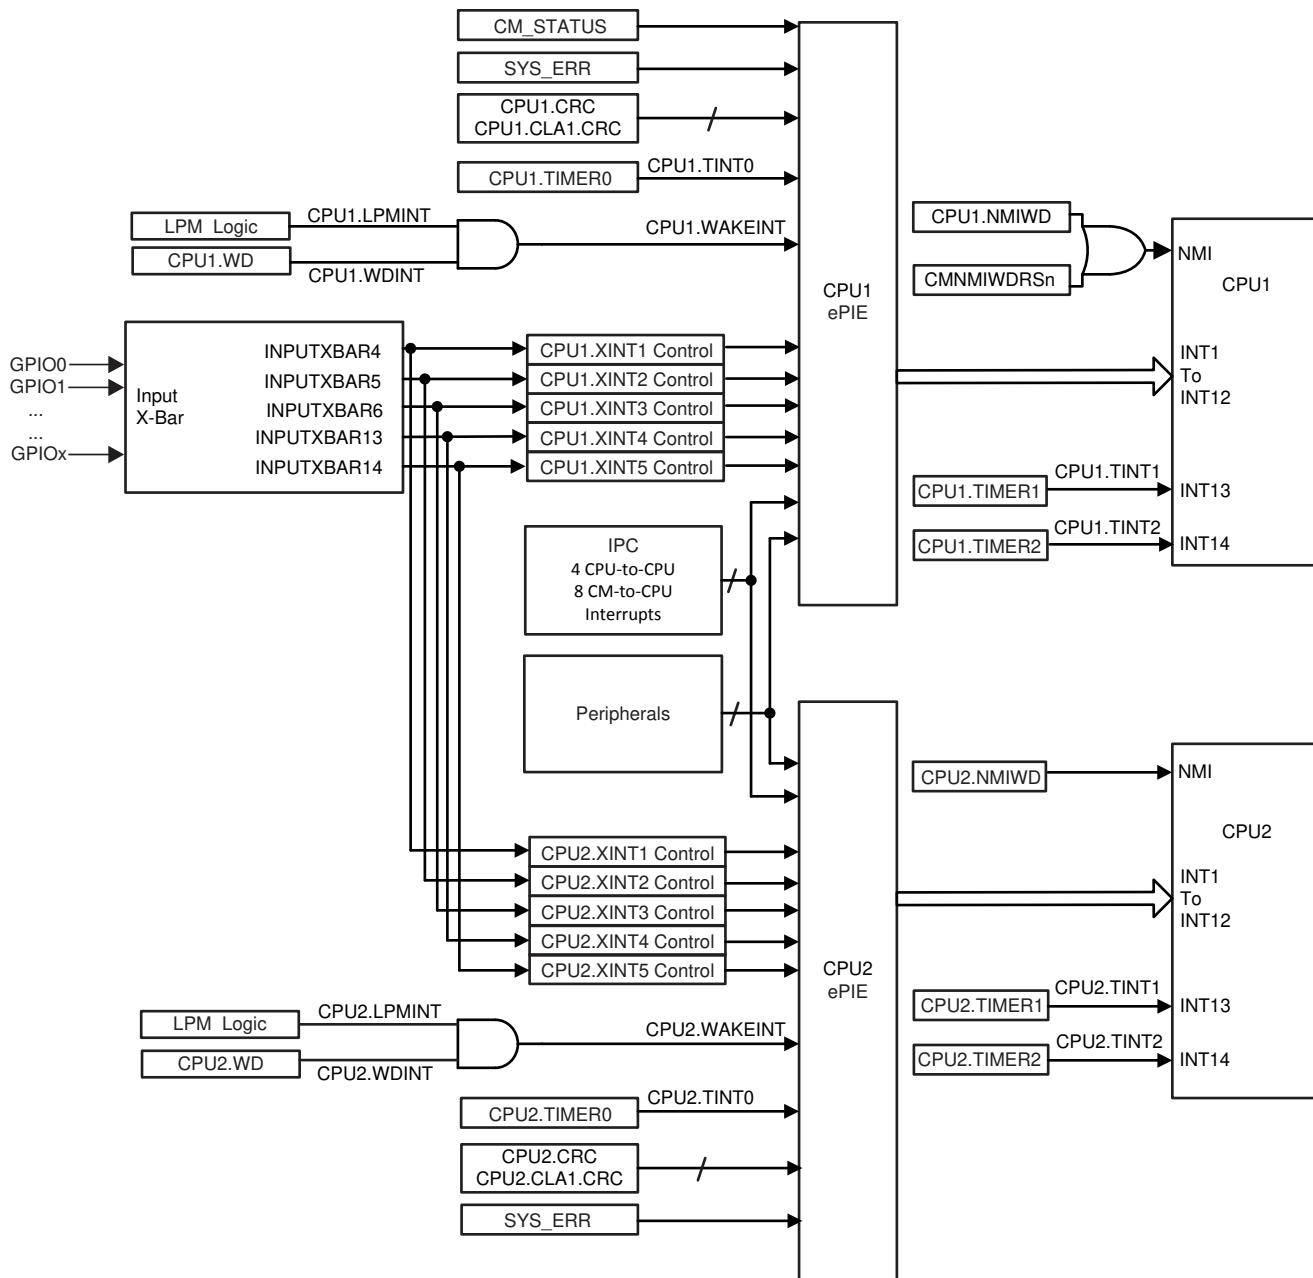 CM_STATUS
SYS_ERR
CPU1.CRC
CPU1.CLA1.CRC
CPU1.TIMER0
CPU1.TINT0
LPM Logic
CPU1.LPMINT
CPU1.WD
CPU1.WDINT
CPU1.WAKEINT
CPU1
ePIE
CPU1.NMIWD
CMNMIWDRSn
NMI
CPU1
INT1
To
INT12
CPU1.TIMER1
CPU1.TINT1
INT13
CPU1.TIMER2
CPU1.TINT2
INT14
GPIO0
GPIO1
...
...
GPIOx
Input
X-Bar
INPUTXBAR4
INPUTXBAR5
INPUTXBAR6
INPUTXBAR13
INPUTXBAR14
CPU1.XINT1 Control
CPU1.XINT2 Control
CPU1.XINT3 Control
CPU1.XINT4 Control
CPU1.XINT5 Control
IPC
4 CPU-to-CPU
8 CM-to-CPU
Interrupts
Peripherals
CPU2.XINT1 Control
CPU2.XINT2 Control
CPU2.XINT3 Control
CPU2.XINT4 Control
CPU2.XINT5 Control
CPU2
ePIE
CPU2.NMIWD
NMI
CPU2
INT1
To
INT12
CPU2.TIMER1
CPU2.TINT1
INT13
CPU2.TIMER2
CPU2.TINT2
INT14
LPM Logic
CPU2.LPMINT
CPU2.WD
CPU2.WDINT
CPU2.WAKEINT
CPU2.TIMER0
CPU2.TINT0
CPU2.CRC
CPU2.CLA1.CRC
SYS_ERR